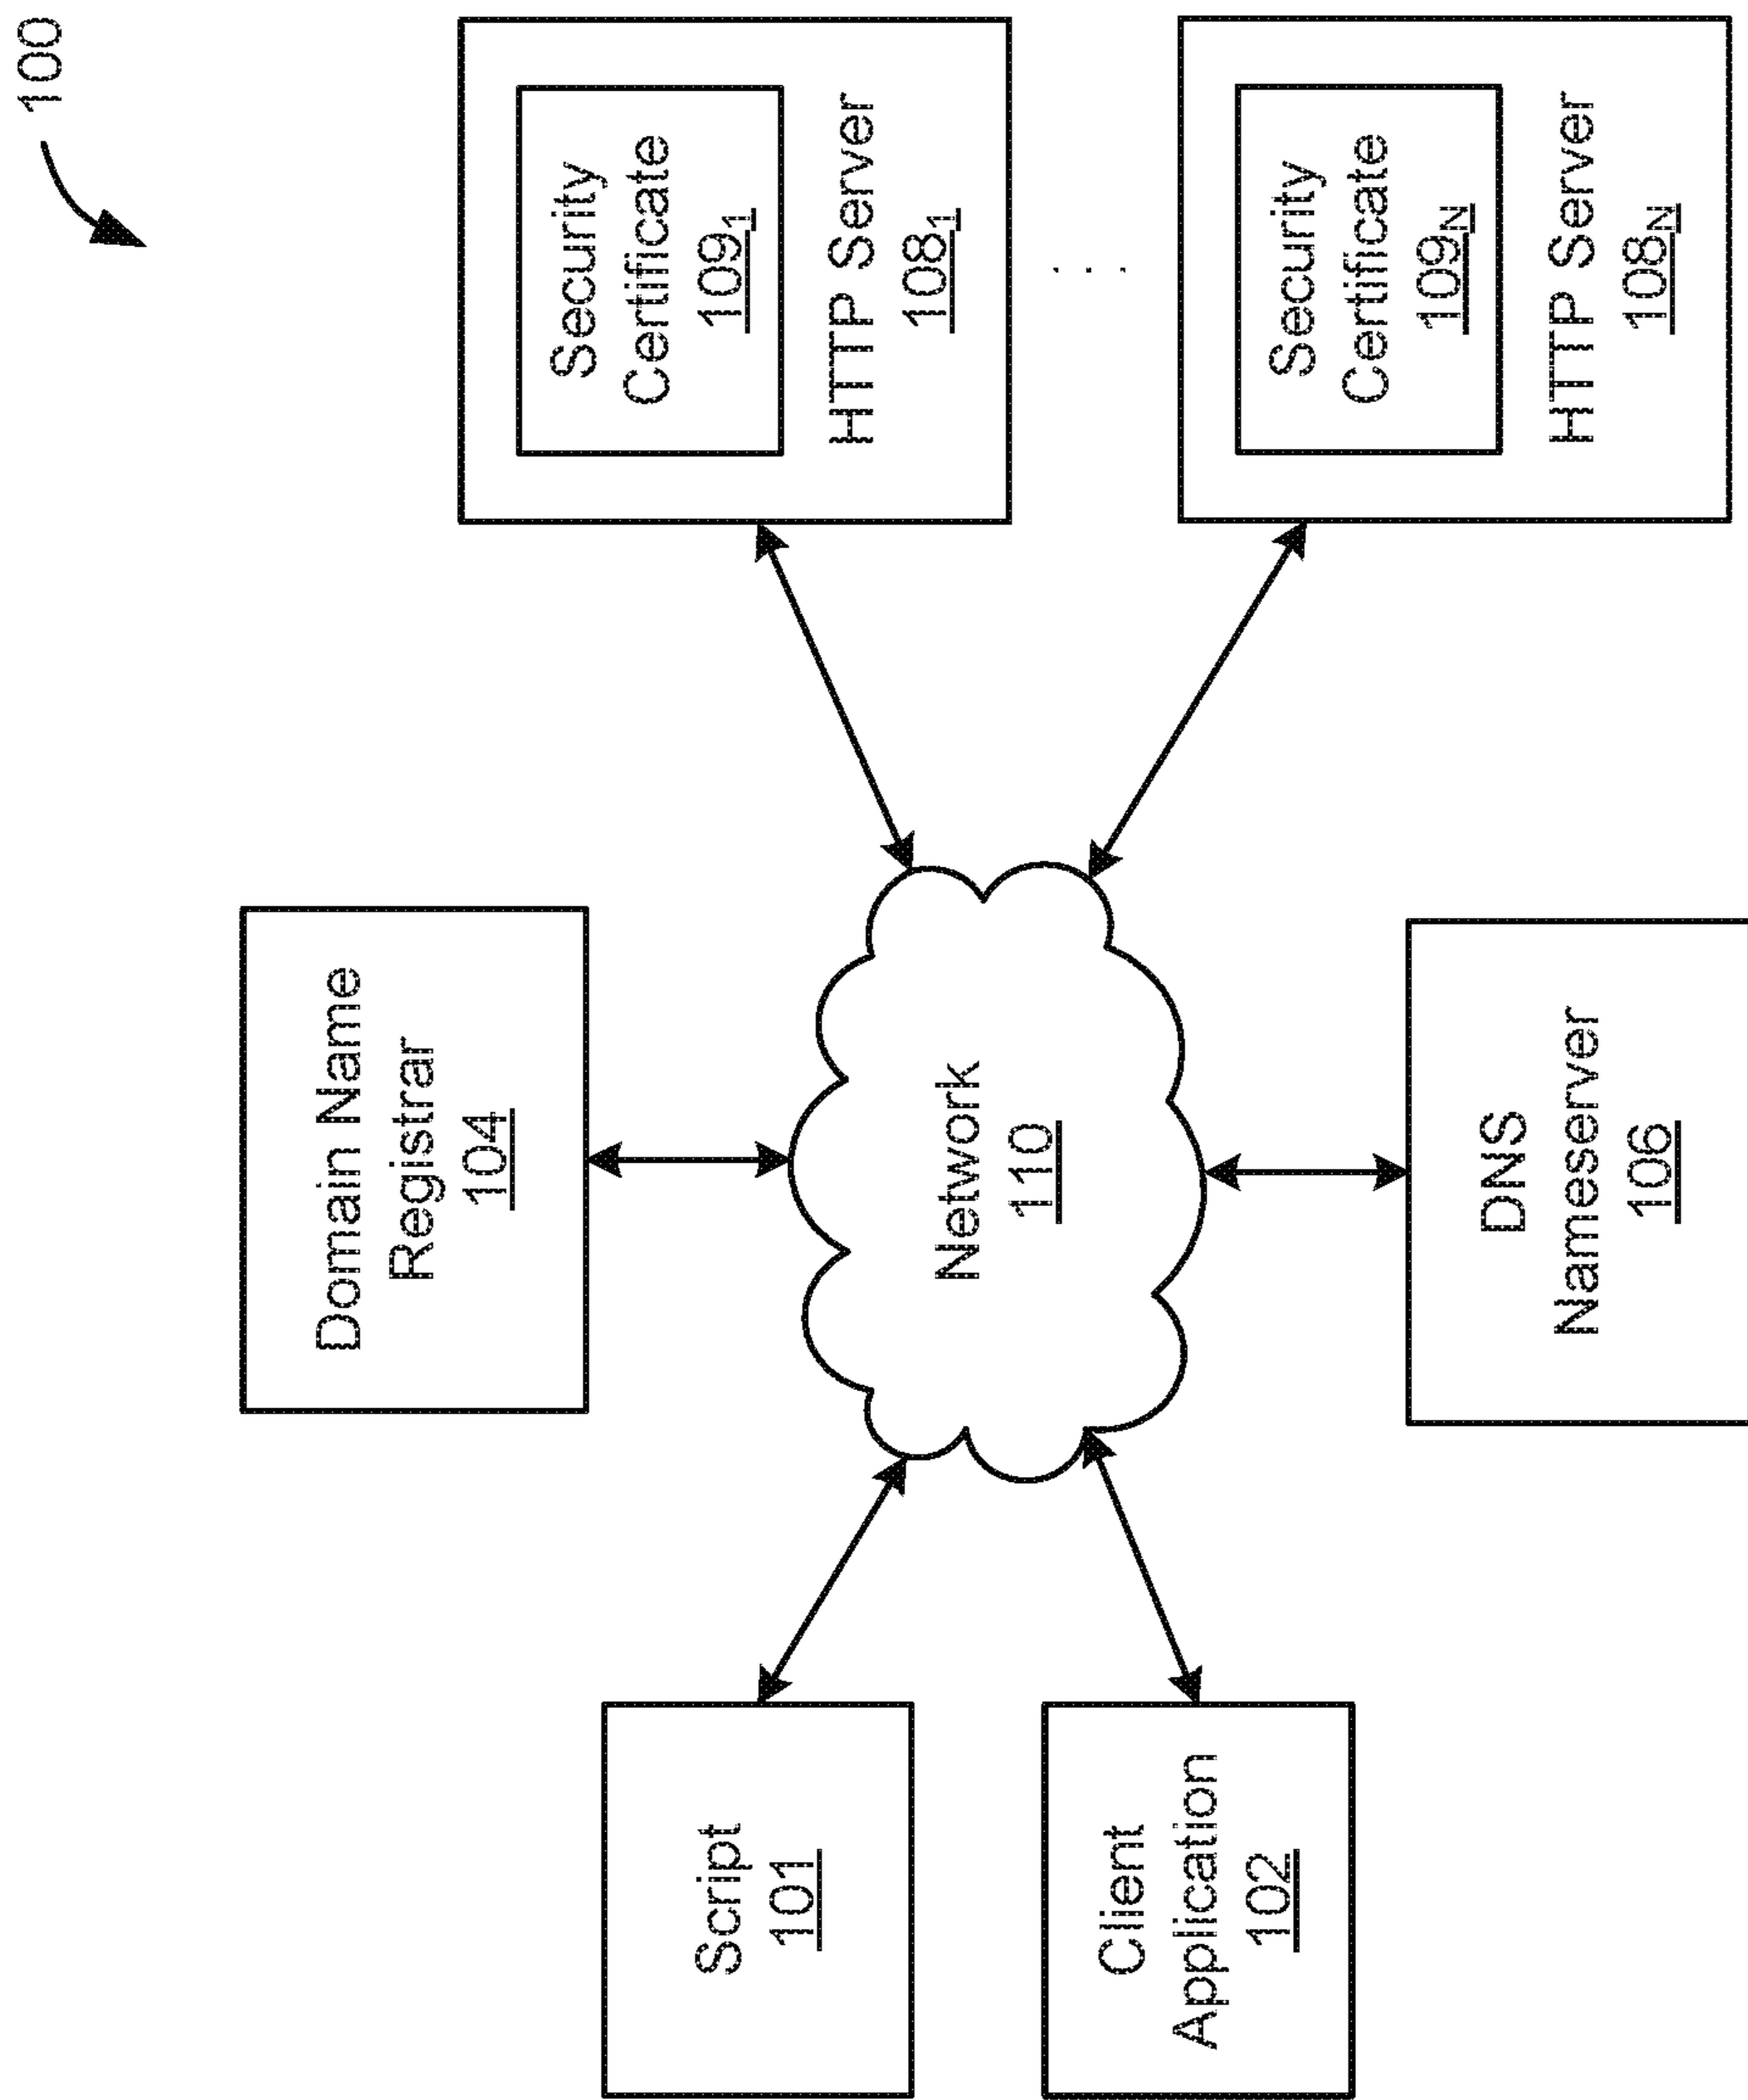 100
Domain Name
Registrar
104
Security
Certificate
109₁
HTTP Server
108₁
. . .
Security
Certificate
109N
HTTP Server
108N
Network
110
Script
101
Client
Application
102
DNS
Nameserver
106